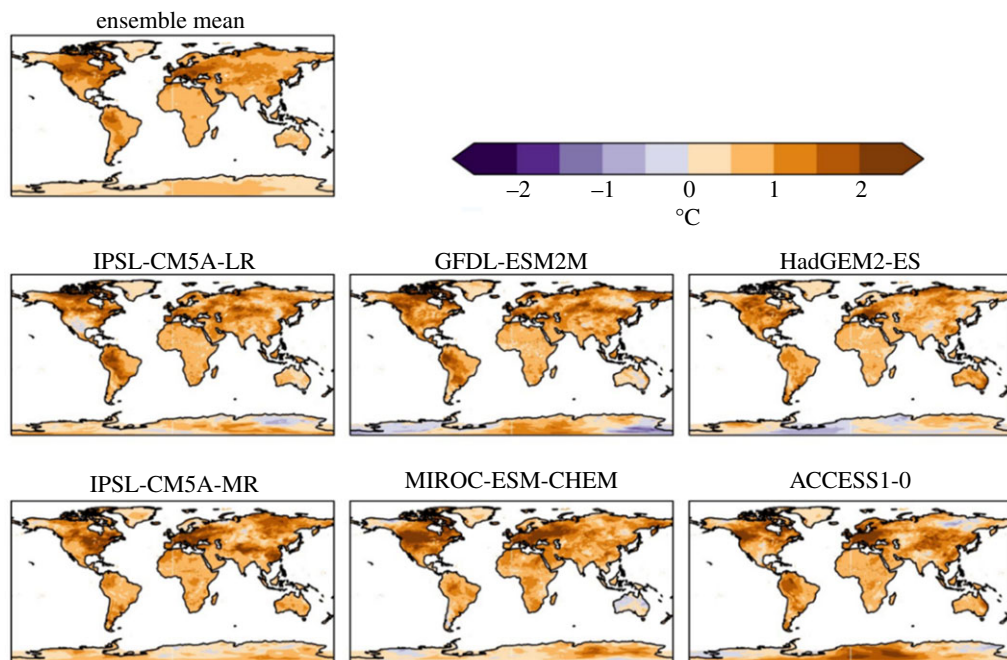 ensemble mean
−2 −1 0 1 2
°C
IPSL-CM5A-LR GFDL-ESM2M HadGEM2-ES
IPSL-CM5A-MR MIROC-ESM-CHEM ACCESS1-0